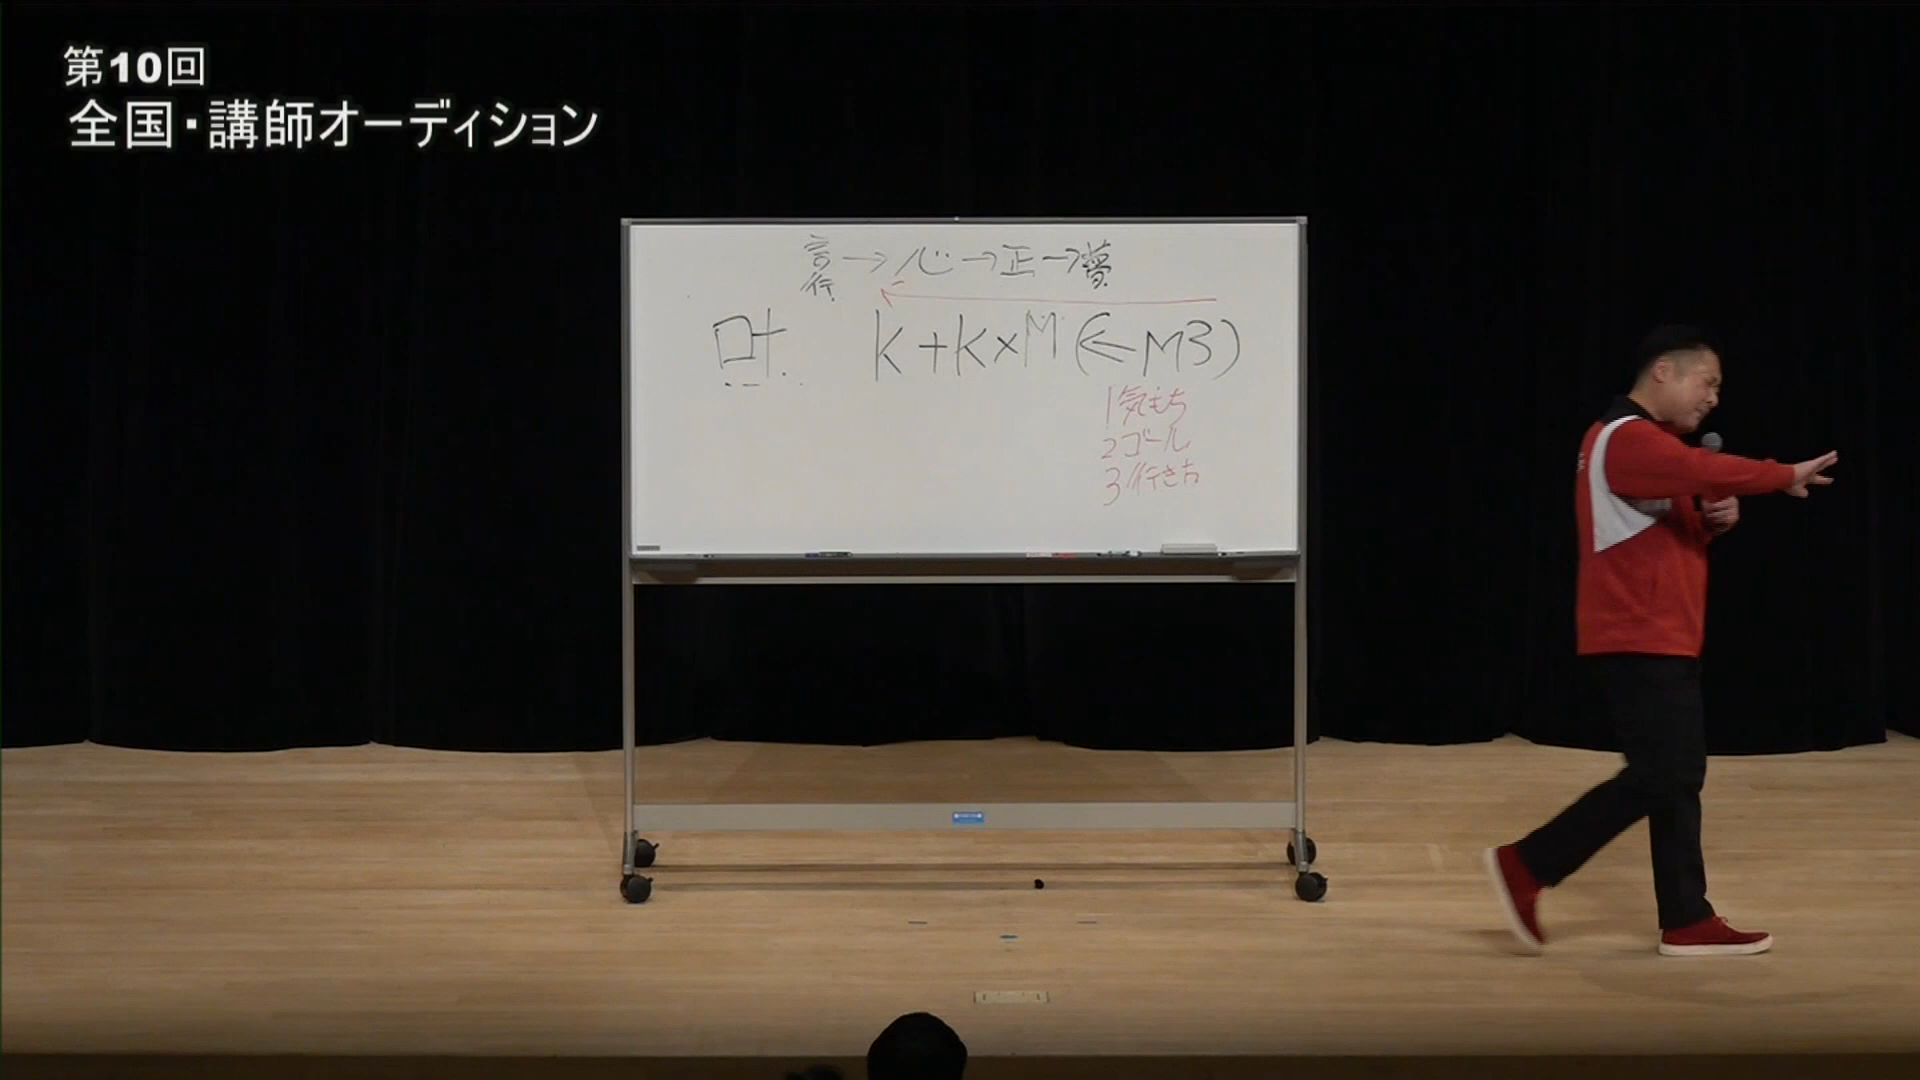 第10回
全国・講師オーディション
言→心→正→夢
行
叶 K+K×M(←M3)
1気もち
2ゴール
3行き方